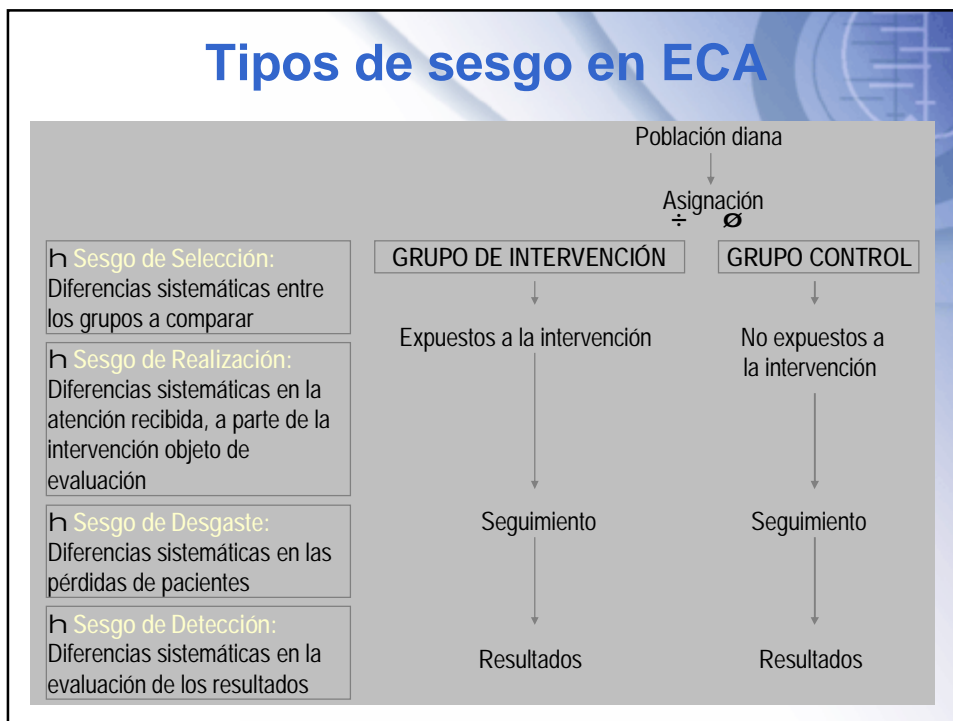 Tipos de sesgo en ECA
Población diana
Asignación
÷ Ø
h Sesgo de Selección:
Diferencias sistemáticas entre
los grupos a comparar
h Sesgo de Realización:
Diferencias sistemáticas en la
atención recibida, a parte de la
intervención objeto de
evaluación
h Sesgo de Desgaste:
Diferencias sistemáticas en las
pérdidas de pacientes
h Sesgo de Detección:
Diferencias sistemáticas en la
evaluación de los resultados
GRUPO DE INTERVENCIÓN
Expuestos a la intervención
Seguimiento
Resultados
GRUPO CONTROL
No expuestos a
la intervención
Seguimiento
Resultados